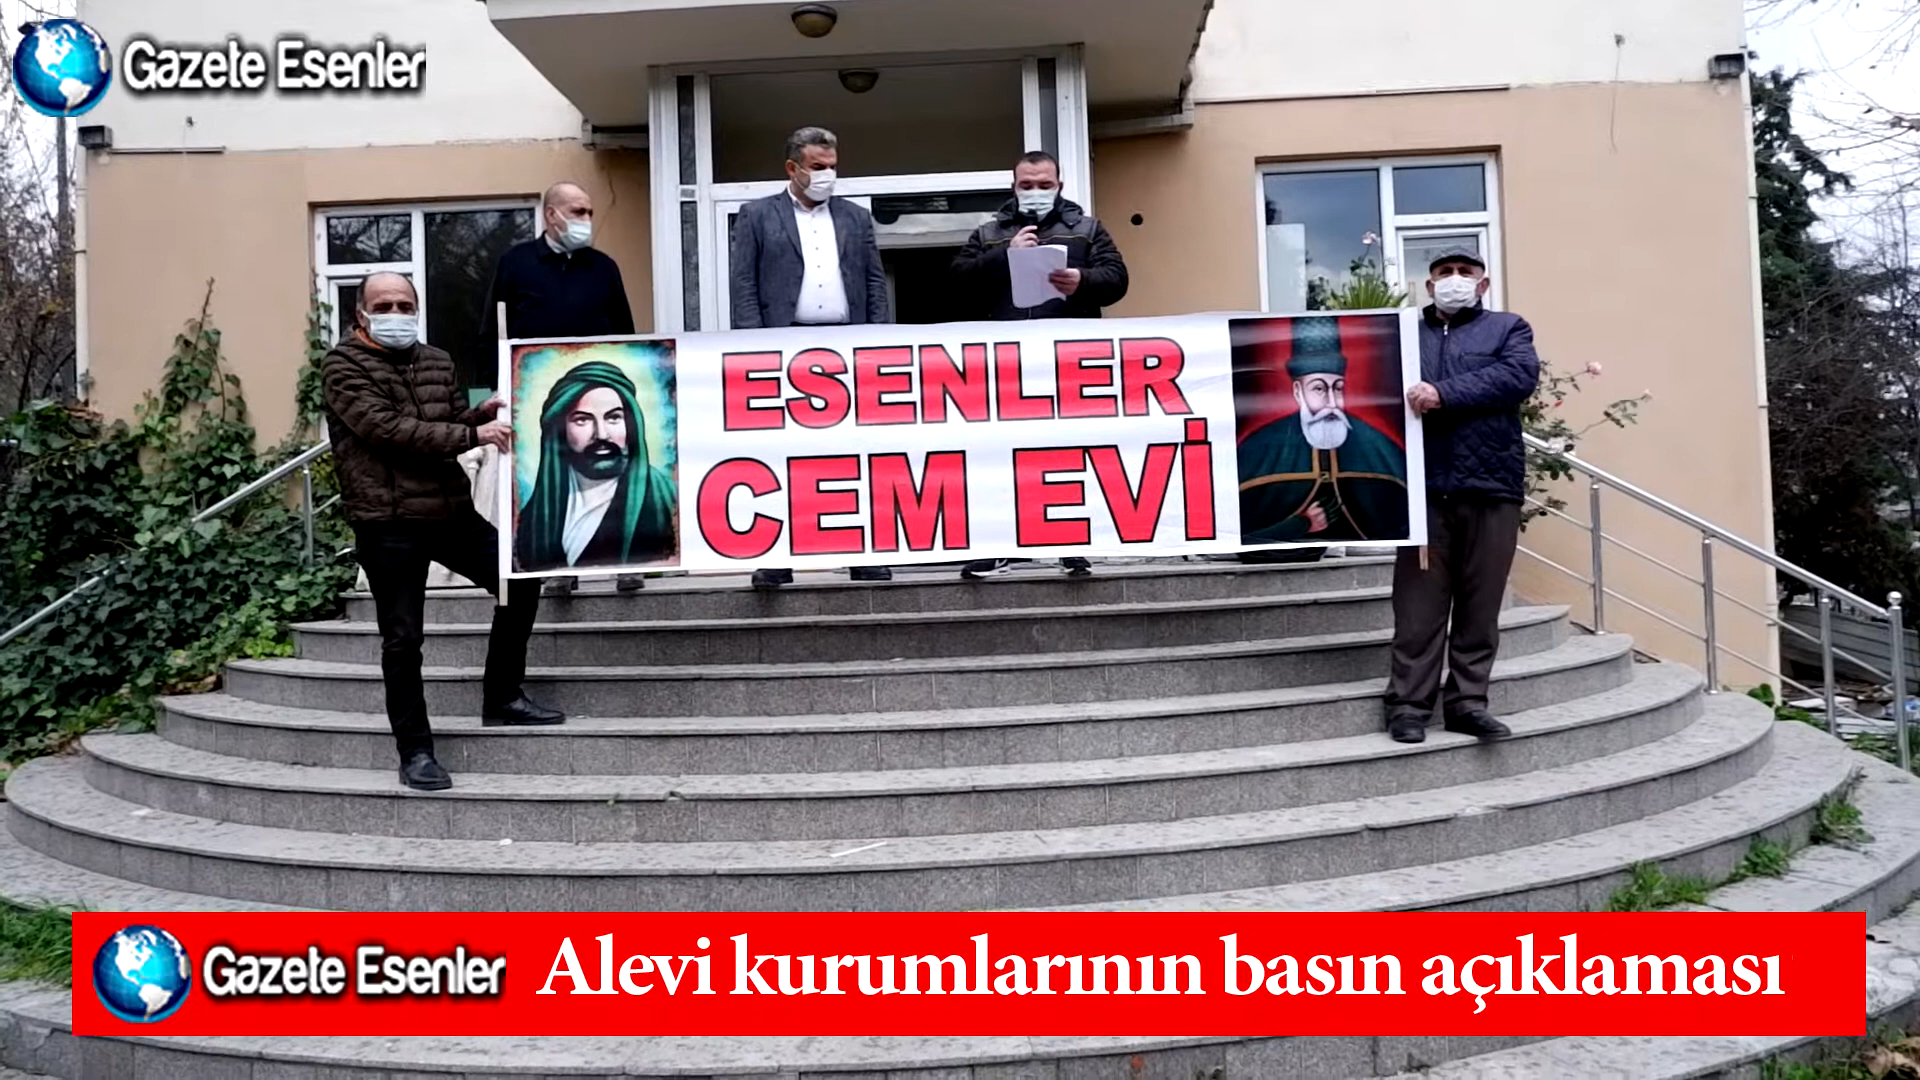 Gazete Esenler
ESENLER
CEM EVİ
Gazete Esenler
Alevi kurumlarının basın açıklaması